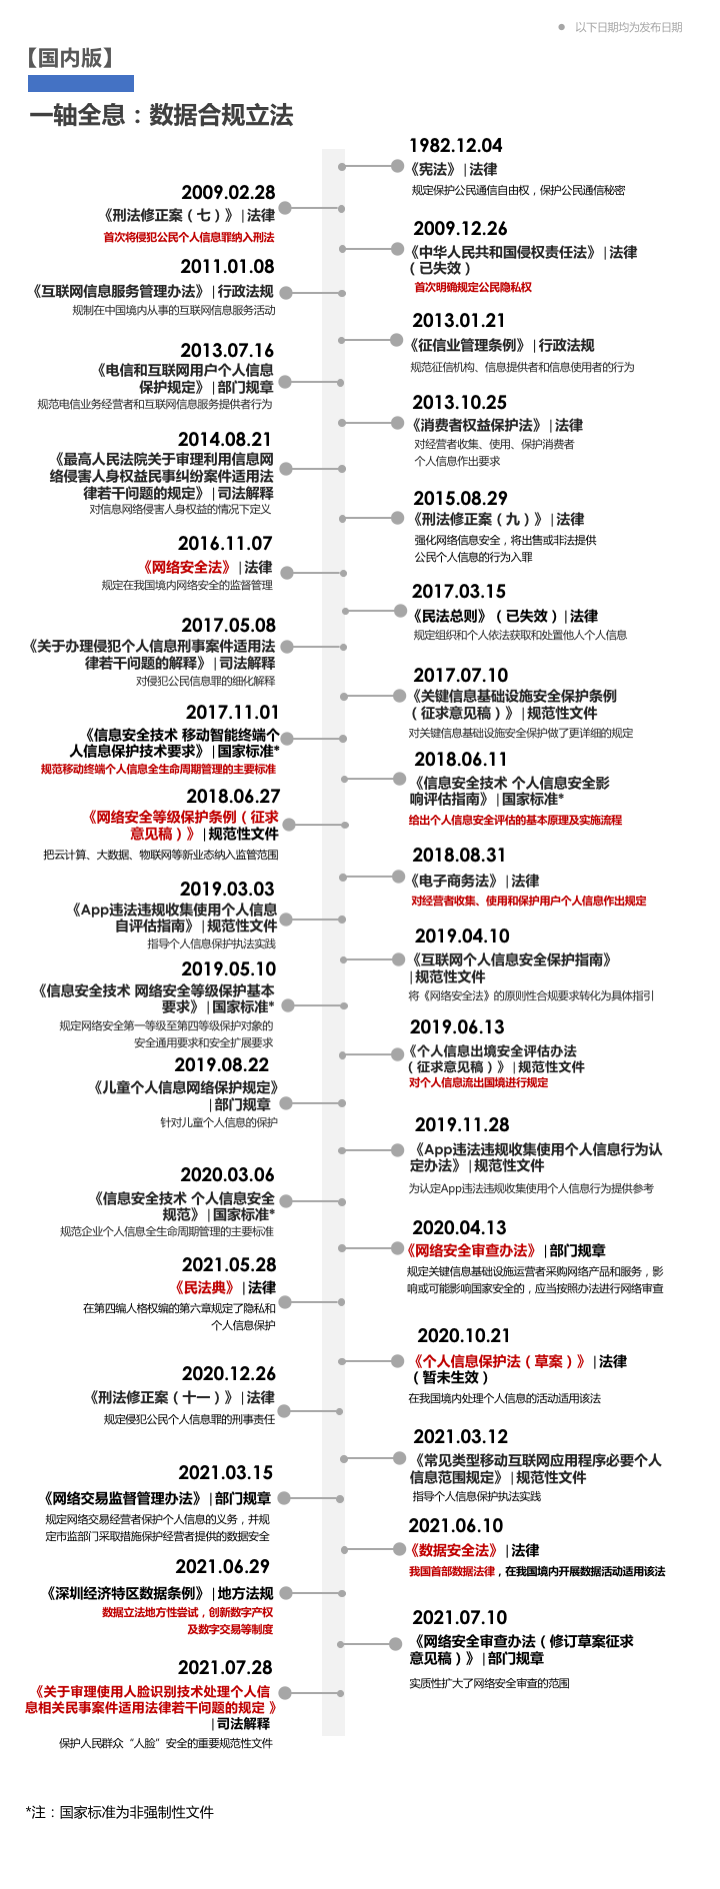 以下日期均为发布日期
【国内版】
一轴全息：数据合规立法
1982.12.04
《宪法》|法律
规定保护公民通信自由权，保护公民通信秘密
2009.02.28
《刑法修正案（七）》|法律
首次将侵犯公民个人信息罪纳入刑法
2009.12.26
《中华人民共和国侵权责任法》|法律
（已失效）
首次明确规定公民隐私权
2011.01.08
《互联网信息服务管理办法》|行政法规
规制在中国境内从事的互联网信息服务活动
2013.01.21
《征信业管理条例》|行政法规
规范征信机构、信息提供者和信息使用者的行为
2013.07.16
《电信和互联网用户个人信息
保护规定》|部门规章
规范电信业务经营者和互联网信息服务提供者行为
2013.10.25
《消费者权益保护法》|法律
对经营者收集、使用、保护消费者
个人信息作出要求
2014.08.21
《最高人民法院关于审理利用信息网
络侵害人身权益民事纠纷案件适用法
律若干问题的规定》|司法解释
对信息网络侵害人身权益的情况下定义
2015.08.29
《刑法修正案（九）》|法律
强化网络信息安全，将出售或非法提供
公民个人信息的行为入罪
2016.11.07
《网络安全法》|法律
规定在我国境内网络安全的监督管理
2017.03.15
《民法总则》（已失效）|法律
规定组织和个人依法获取和处置他人个人信息
2017.05.08
《关于办理侵犯个人信息刑事案件适用法
律若干问题的解释》|司法解释
对侵犯公民信息罪的细化解释
2017.07.10
《关键信息基础设施安全保护条例
（征求意见稿）》|规范性文件
对关键信息基础设施安全保护做了更详细的规定
2017.11.01
《信息安全技术 移动智能终端个
人信息保护技术要求》|国家标准*
规范移动终端个人信息全生命周期管理的主要标准
2018.06.11
《信息安全技术 个人信息安全影
响评估指南》|国家标准*
给出个人信息安全评估的基本原理及实施流程
2018.06.27
《网络安全等级保护条例（征求
意见稿）》|规范性文件
把云计算、大数据、物联网等新业态纳入监管范围
2018.08.31
《电子商务法》|法律
对经营者收集、使用和保护用户个人信息作出规定
2019.03.03
《App违法违规收集使用个人信息
自评估指南》|规范性文件
指导个人信息保护执法实践
2019.04.10
《互联网个人信息安全保护指南》
|规范性文件
将《网络安全法》的原则性合规要求转化为具体指引
2019.05.10
《信息安全技术 网络安全等级保护基本
要求》|国家标准*
规定网络安全第一等级至第四等级保护对象的
安全通用要求和安全扩展要求
2019.06.13
《个人信息出境安全评估办法
（征求意见稿）》|规范性文件
对个人信息流出国境进行规定
2019.08.22
《儿童个人信息网络保护规定》
|部门规章
针对儿童个人信息的保护
2019.11.28
《App违法违规收集使用个人信息行为认
定办法》|规范性文件
为认定App违法违规收集使用个人信息行为提供参考
2020.03.06
《信息安全技术 个人信息安全
规范》|国家标准*
规范企业个人信息全生命周期管理的主要标准
2020.04.13
《网络安全审查办法》|部门规章
规定关键信息基础设施运营者采购网络产品和服务，影
响或可能影响国家安全的，应当按照办法进行网络审查
2021.05.28
《民法典》|法律
在第四编人格权编的第六章规定了隐私和
个人信息保护
2020.10.21
《个人信息保护法（草案）》|法律
（暂未生效）
在我国境内处理个人信息的活动适用该法
2020.12.26
《刑法修正案（十一）》|法律
规定侵犯公民个人信息罪的刑事责任
2021.03.12
《常见类型移动互联网应用程序必要个人
信息范围规定》|规范性文件
指导个人信息保护执法实践
2021.03.15
《网络交易监督管理办法》|部门规章
规定网络交易经营者保护个人信息的义务，并规
定市监部门采取措施保护经营者提供的数据安全
2021.06.10
《数据安全法》|法律
我国首部数据法律，在我国境内开展数据活动适用该法
2021.06.29
《深圳经济特区数据条例》|地方法规
数据立法地方性尝试，创新数字产权
及数字交易等制度
2021.07.10
《网络安全审查办法（修订草案征求
意见稿）》|部门规章
实质性扩大了网络安全审查的范围
2021.07.28
《关于审理使用人脸识别技术处理个人信
息相关民事案件适用法律若干问题的规定 》
|司法解释
保护人民群众“人脸”安全的重要规范性文件
*注：国家标准为非强制性文件